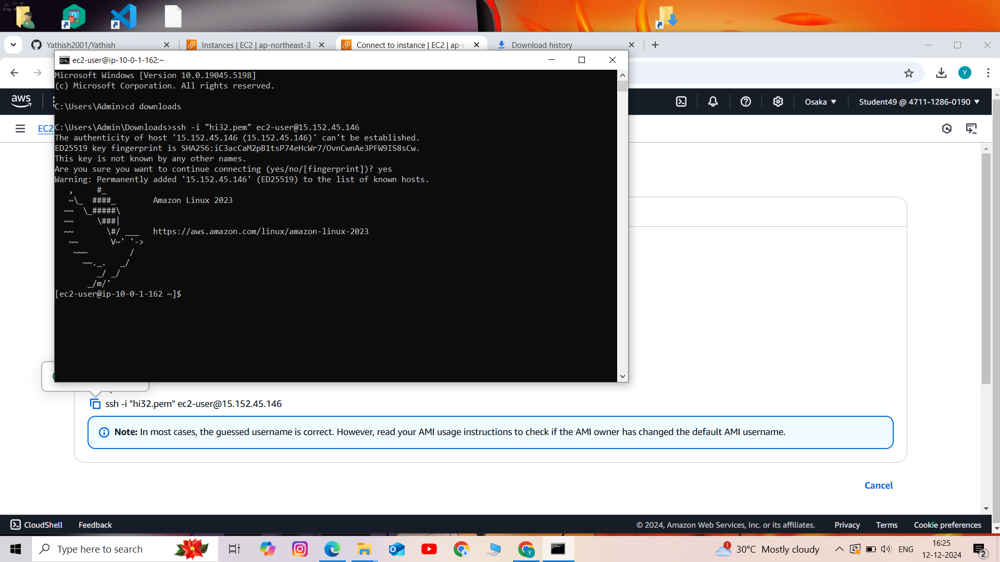 Yathish2001/Yathish
Instances | EC2 | ap-northeast-3
Connect to instance | EC2 | ap-n
Download history
ec2-user@ip-10-0-1-162:~
Y
aws
Osaka
Student49 @ 4711-1286-0190
EC2
Microsoft Windows [Version 10.0.19045.5198]
(c) Microsoft Corporation. All rights reserved.
C:\Users\Admin>cd downloads
C:\Users\Admin\Downloads>ssh -i "hi32.pem" ec2-user@15.152.45.146
The authenticity of host '15.152.45.146 (15.152.45.146)' can't be established.
ED25519 key fingerprint is SHA256:iC3acCaM2pB1tsP74eHcWr7/OvnCwnAe3PFW9IS8sCw.
This key is not known by any other names.
Are you sure you want to continue connecting (yes/no/[fingerprint])? yes
Warning: Permanently added '15.152.45.146' (ED25519) to the list of known hosts.
   ,     #_
   ~\_  ####_        Amazon Linux 2023
  ~~  \_#####\
  ~~     \###|
  ~~       \#/ ___   https://aws.amazon.com/linux/amazon-linux-2023
   ~~       V~' '->
    ~~~         /
      ~~._.   _/
         _/ _/
       _/m/'
[ec2-user@ip-10-0-1-162 ~]$
ssh -i "hi32.pem" ec2-user@15.152.45.146
Note: In most cases, the guessed username is correct. However, read your AMI usage instructions to check if the AMI owner has changed the default AMI username.
Cancel
CloudShell
Feedback
© 2024, Amazon Web Services, Inc. or its affiliates.
Privacy
Terms
Cookie preferences
Type here to search
Y
1
30°C Mostly cloudy
ENG
16:25
12-12-2024
2